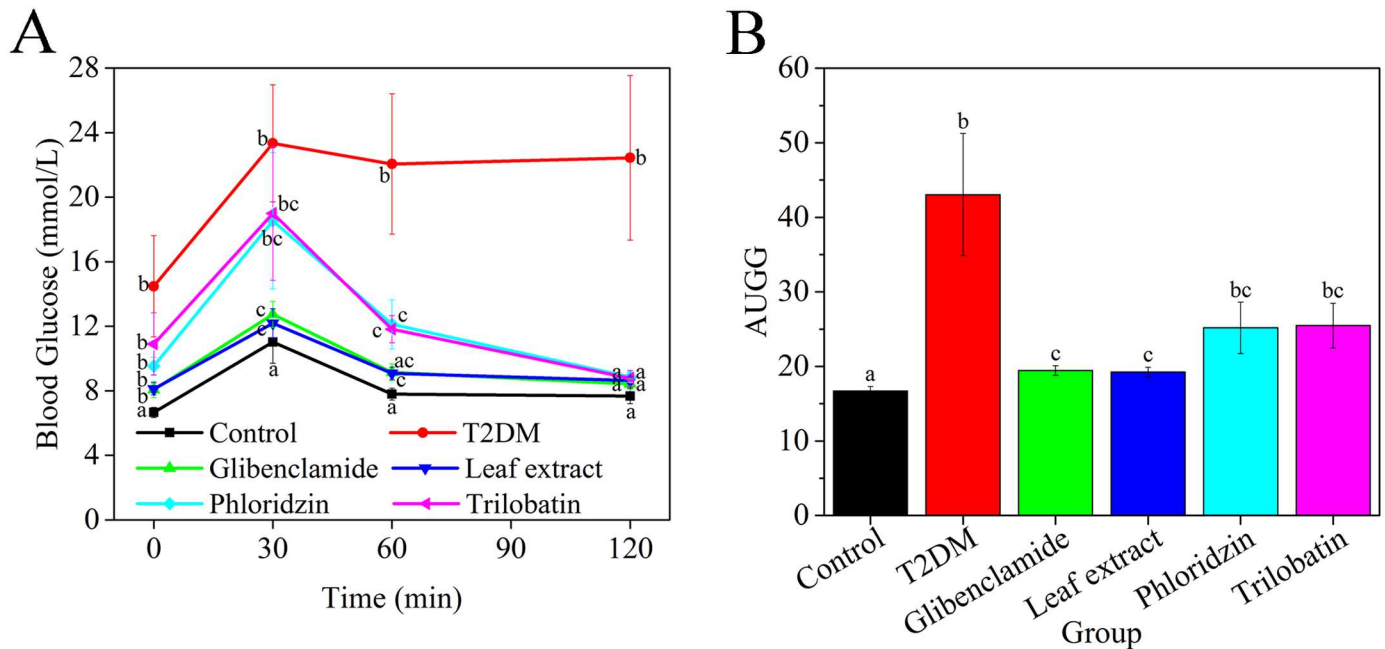 A
28
24
20
16
12
8
4
0
Blood Glucose (mmol/L)
b
b
b
b
bc
bc
b
b
b
b
a
c
c
a
c
c
ac
c
a
a
a
a
a
a
Control
T2DM
Glibenclamide
Leaf extract
Phloridzin
Trilobatin
0
30
60
90
120
Time (min)
B
60
50
40
30
20
10
0
AUGG
a
b
c
c
bc
bc
Control
T2DM
Glibenclamide
Leaf extract
Phloridzin
Trilobatin
Group